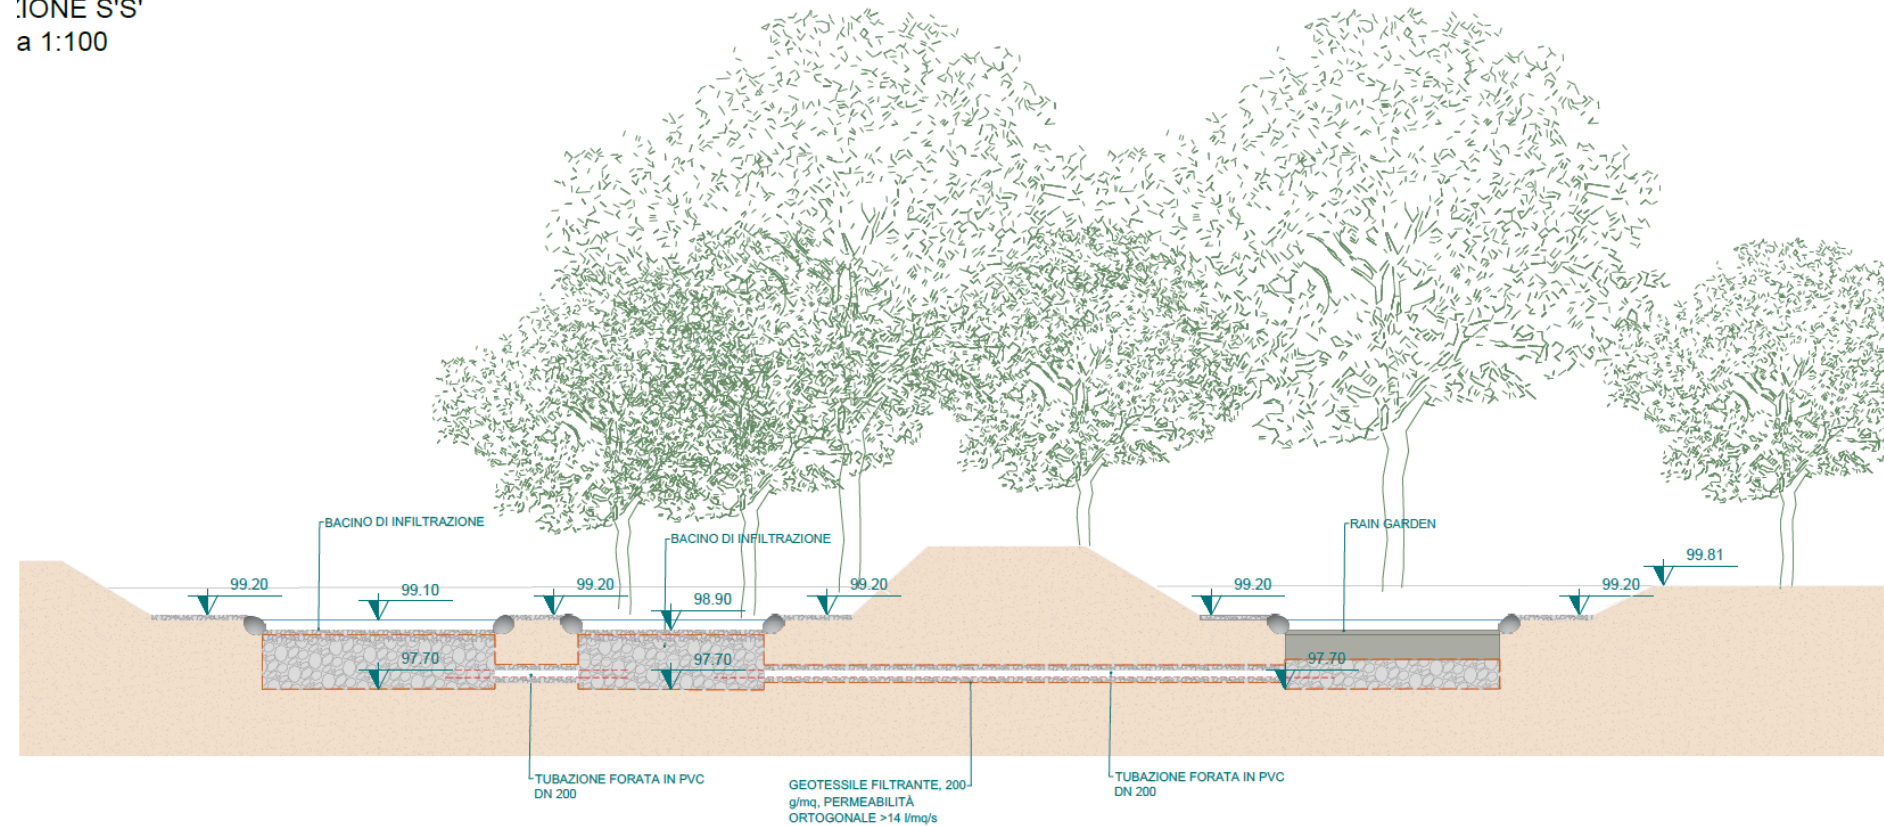 ZIONE S'S'
a 1:100
BACINO DI INFILTRAZIONE
BACINO DI INFILTRAZIONE
RAIN GARDEN
99.81
99.20
99.10
99.20
98.90
99.20
99.20
99.20
97.70
97.70
97.70
TUBAZIONE FORATA IN PVC
DN 200
GEOTESSILE FILTRANTE, 200
g/mq, PERMEABILITÀ
ORTOGONALE >14 l/mq/s
TUBAZIONE FORATA IN PVC
DN 200